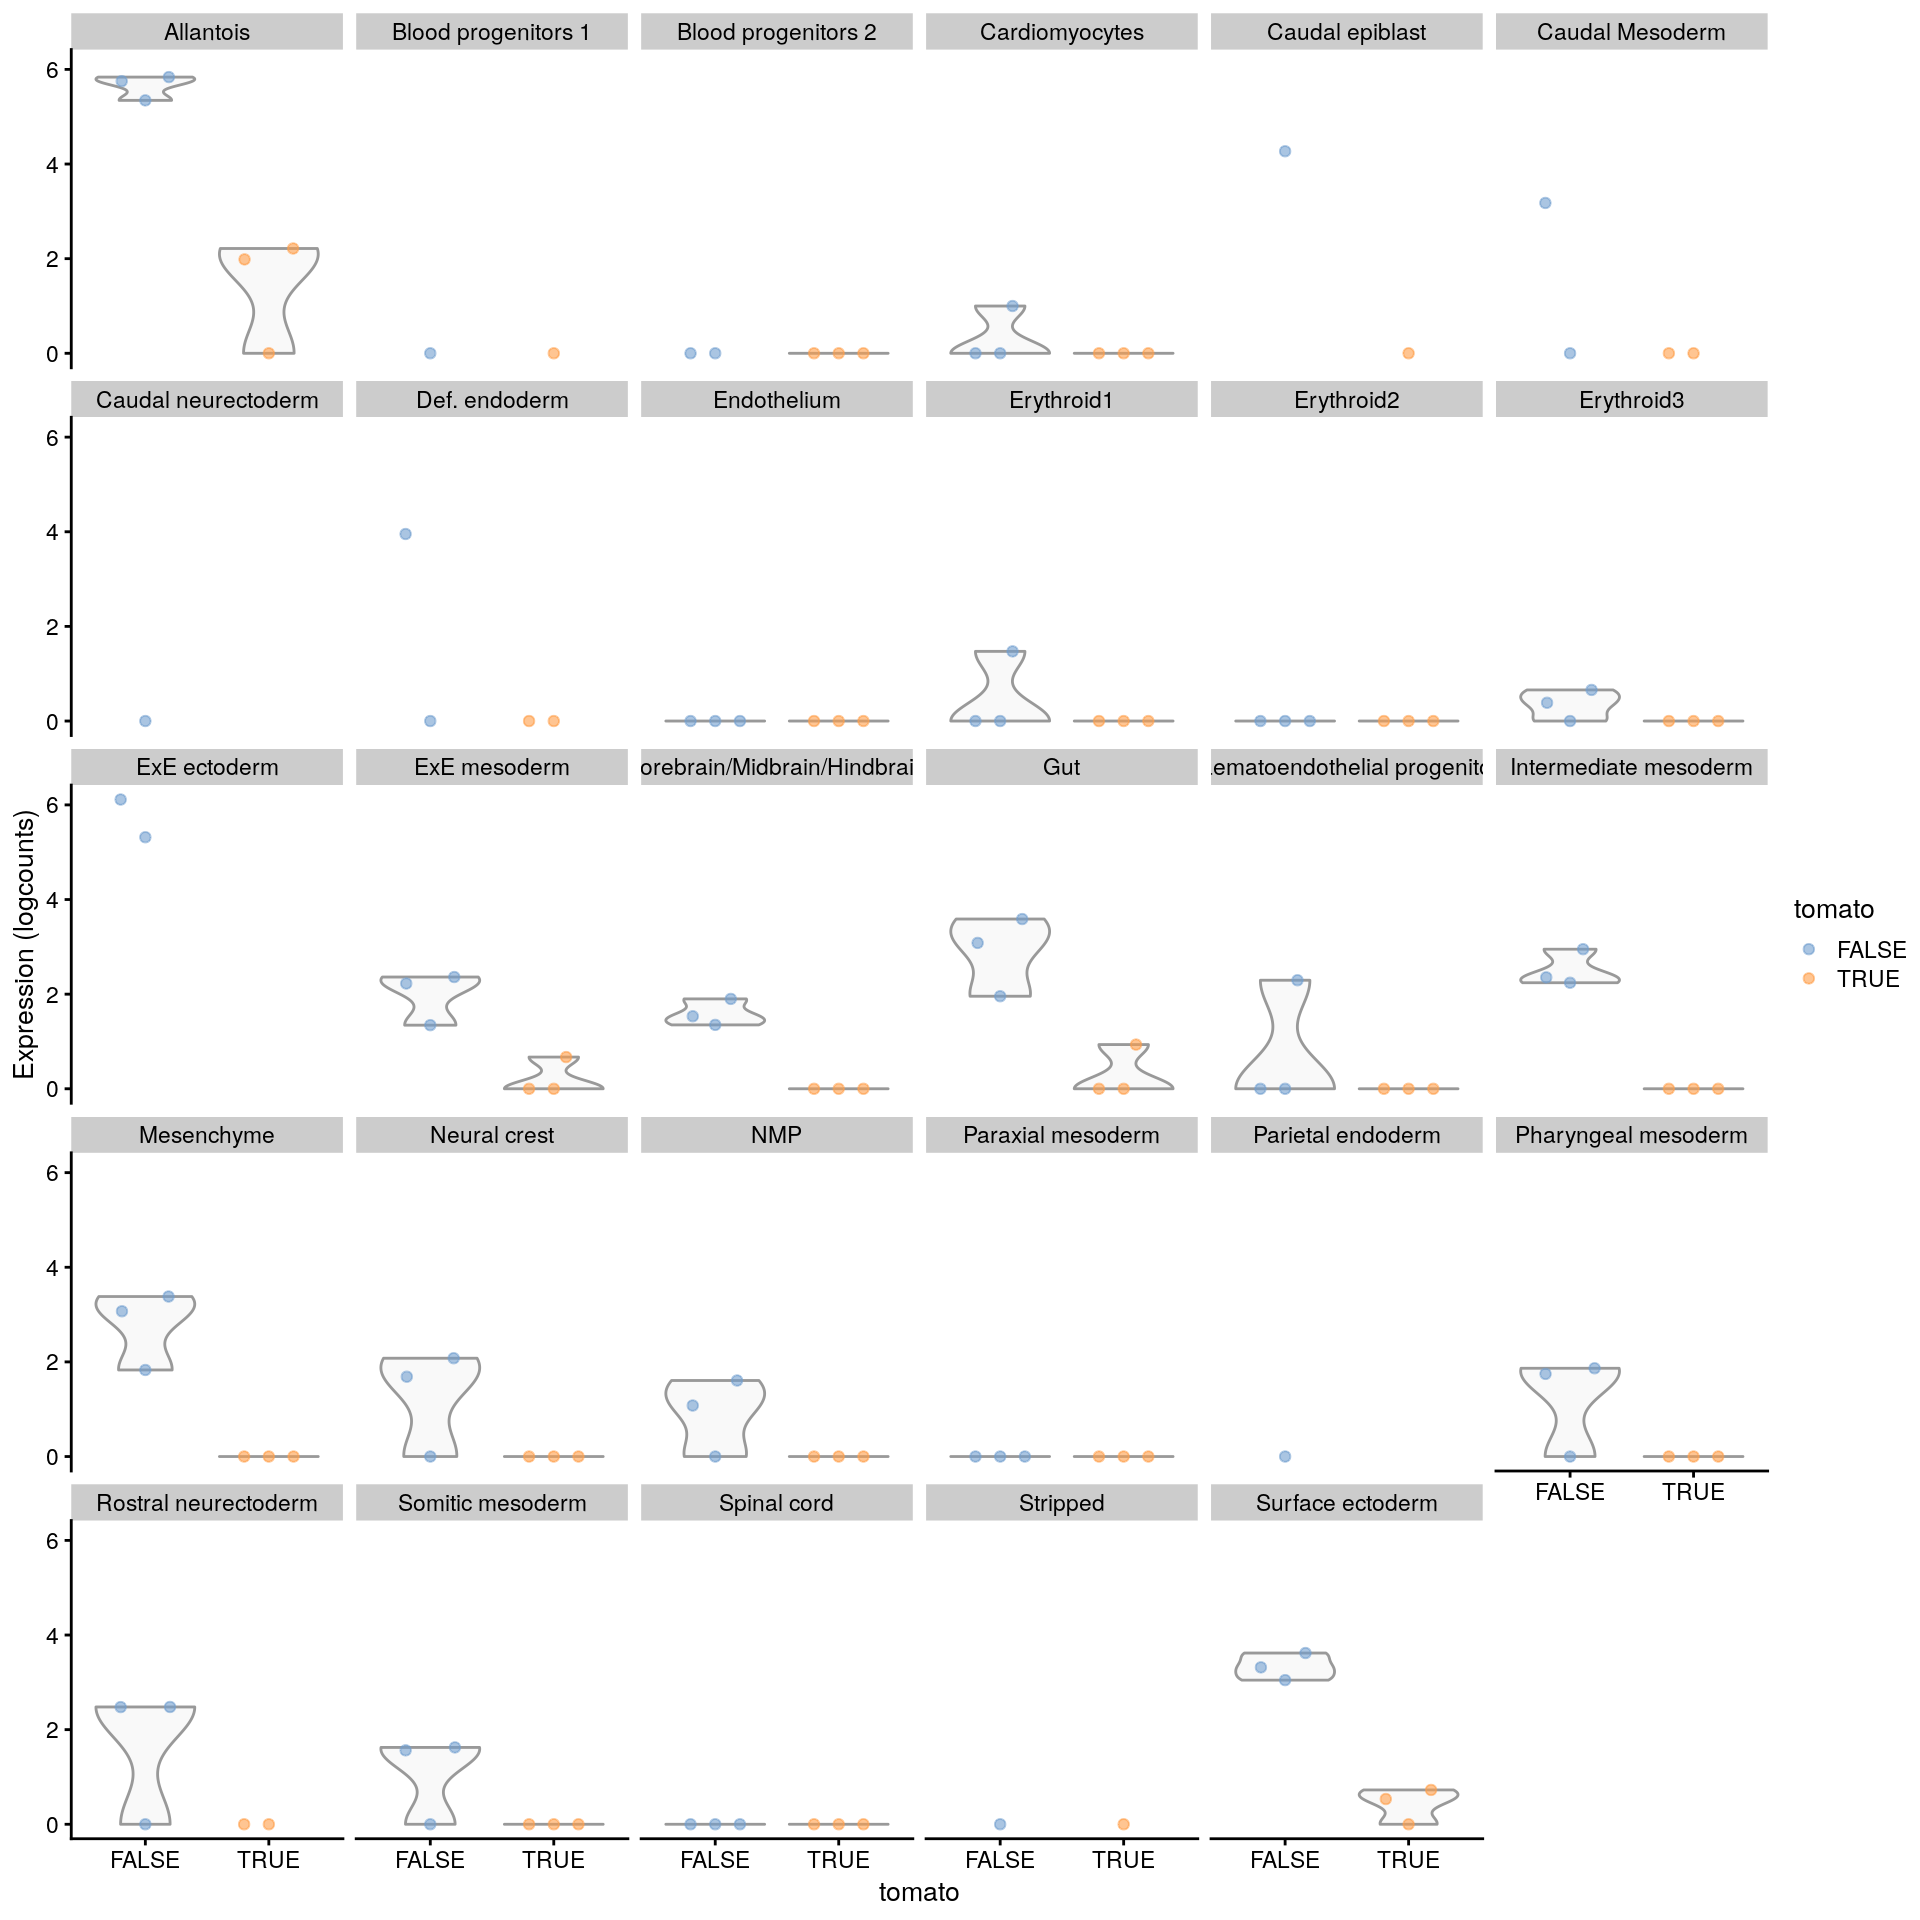 Allantois
Blood progenitors 1
Blood progenitors 2
Cardiomyocytes
Caudal epiblast
Caudal Mesoderm
6
4
2
0
Caudal neurectoderm
Def. endoderm
Endothelium
Erythroid1
Erythroid2
Erythroid3
6
4
2
0
ExE ectoderm
ExE mesoderm
orebrain/Midbrain/Hindbrai
Gut
ematoendothelial progenito
Intermediate mesoderm
6
4
2
0
Expression (logcounts)
tomato
FALSE
TRUE
Mesenchyme
Neural crest
NMP
Paraxial mesoderm
Parietal endoderm
Pharyngeal mesoderm
6
4
2
0
FALSE
TRUE
Rostral neurectoderm
Somitic mesoderm
Spinal cord
Stripped
Surface ectoderm
6
4
2
0
FALSE
TRUE
FALSE
TRUE
FALSE
TRUE
FALSE
TRUE
FALSE
TRUE
tomato